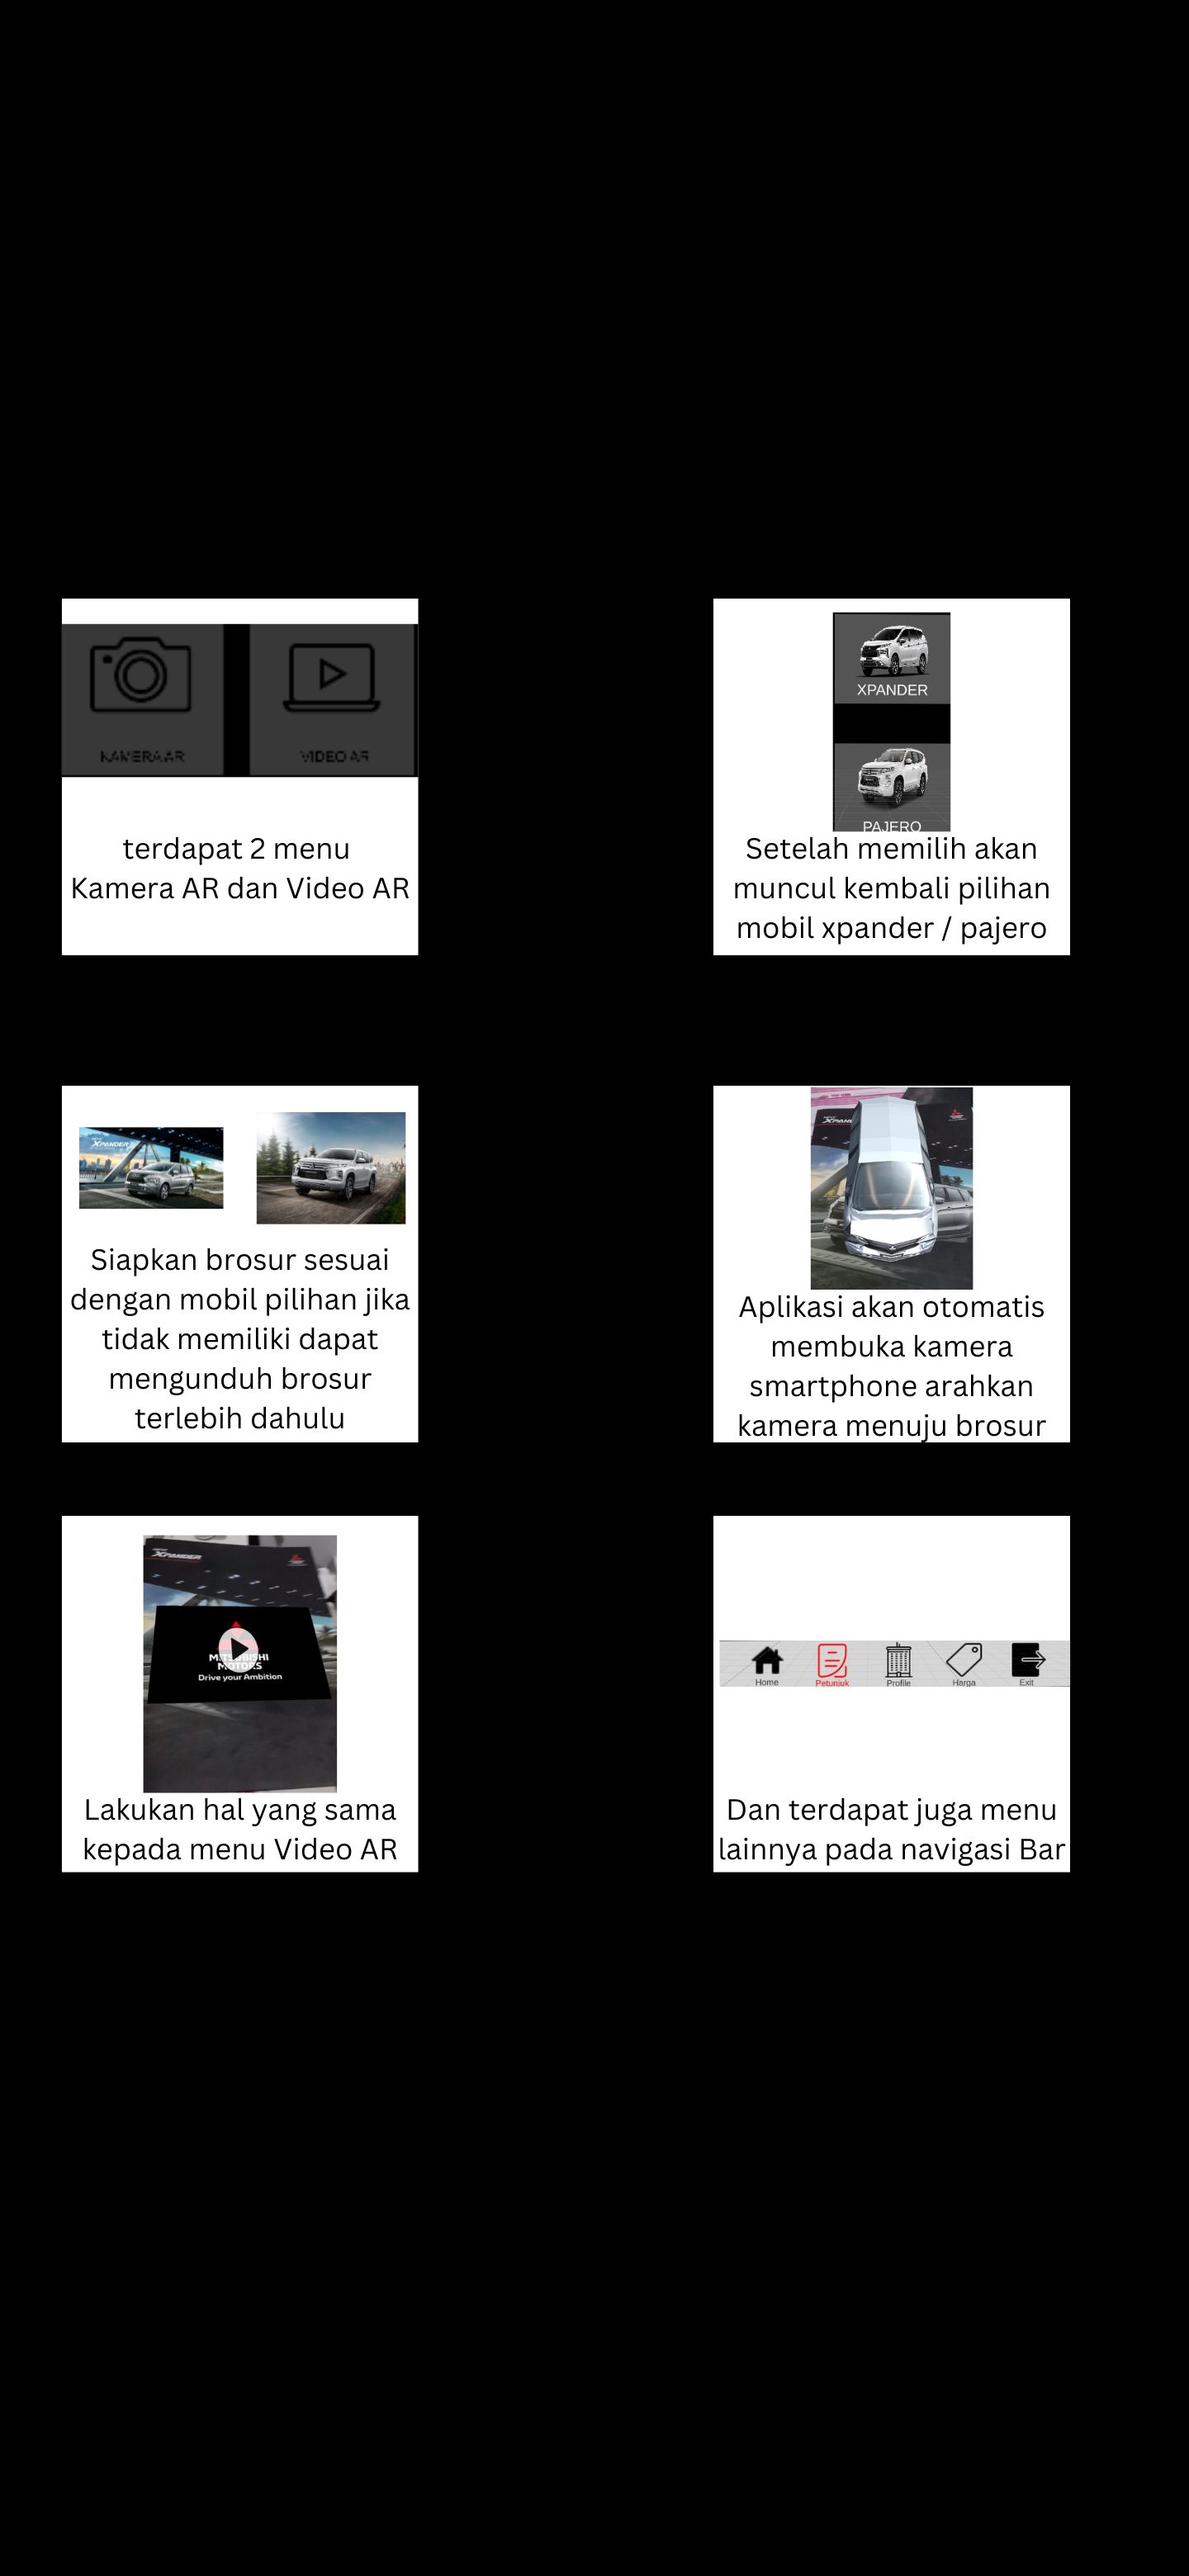 KAMERA AR
VIDEO AR
terdapat 2 menu
Kamera AR dan Video AR
XPANDER
PAJERO
Setelah memilih akan
muncul kembali pilihan
mobil xpander / pajero
XPANDER
Siapkan brosur sesuai
dengan mobil pilihan jika
tidak memiliki dapat
mengunduh brosur
terlebih dahulu
Aplikasi akan otomatis
membuka kamera
smartphone arahkan
kamera menuju brosur
XPANDER
MITSUBISHI
MOTORS
Drive your Ambition
Lakukan hal yang sama
kepada menu Video AR
Home
Petunjuk
Profile
Harga
Exit
Dan terdapat juga menu
lainnya pada navigasi Bar